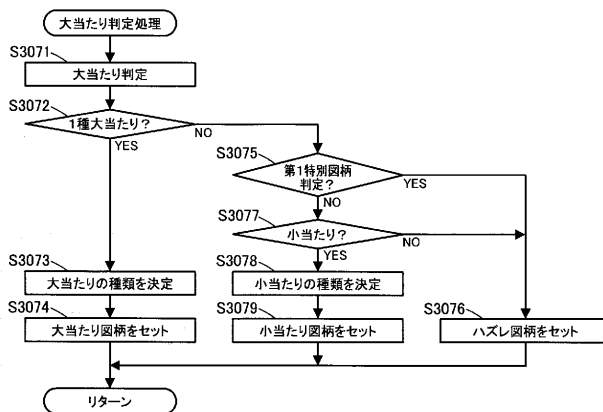 大当たり判定処理
S3071
大当たり判定
S3072
1種大当たり?
NO
YES
S3075
第1特別図柄
判定?
YES
NO
S3077
小当たり?
NO
YES
S3073
大当たりの種類を決定
S3078
小当たりの種類を決定
S3074
大当たり図柄をセット
S3079
小当たり図柄をセット
S3076
ハズレ図柄をセット
リターン